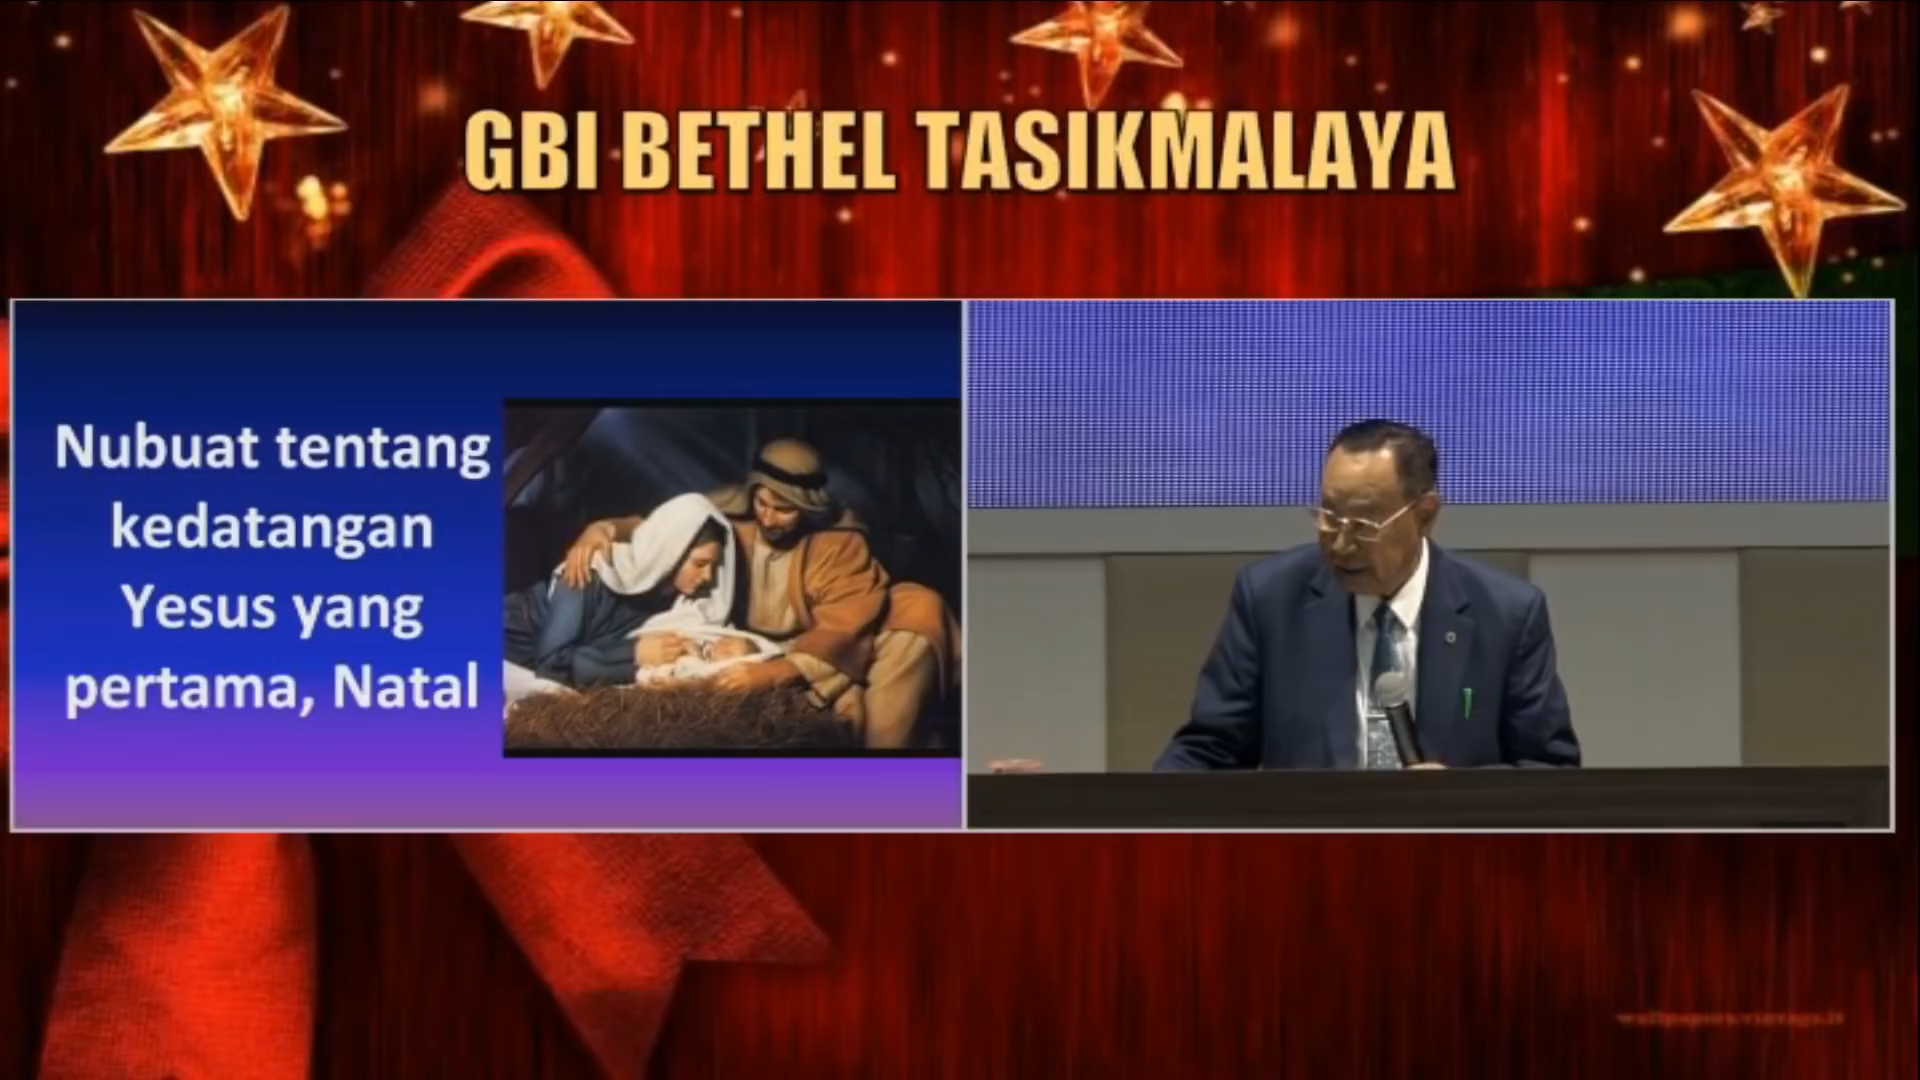 GBI BETHEL TASIKMALAYA
Nubuat tentang
kedatangan
Yesus yang
pertama, Natal